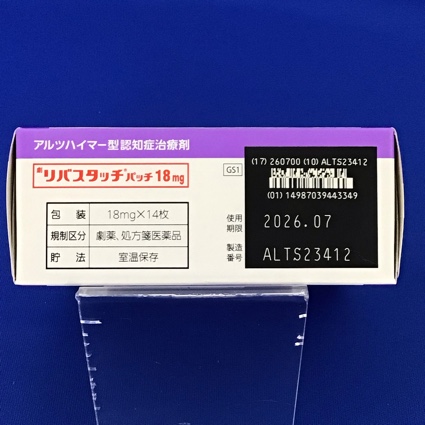 アルツハイマー型認知症治療剤
劇 リバスタッチ®パッチ18mg
包装 18mg×14枚
規制区分 劇薬、処方箋医薬品
貯法 室温保存
GS1
(17) 260700 (10) ALTS23412
(01) 14987039443349
使用期限 2026.07
製造番号 ALTS23412